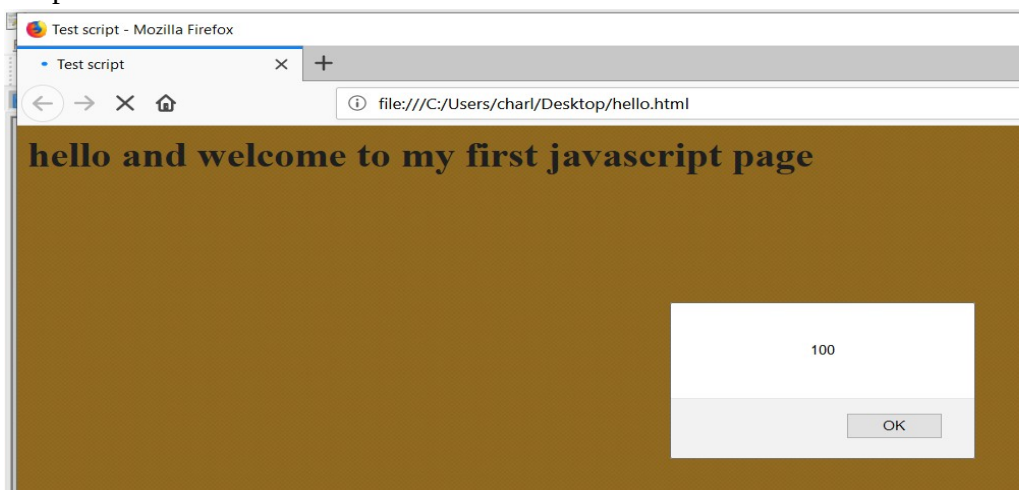 Test script - Mozilla Firefox
Test script
file:///C:/Users/charl/Desktop/hello.html
hello and welcome to my first javascript page
100
OK